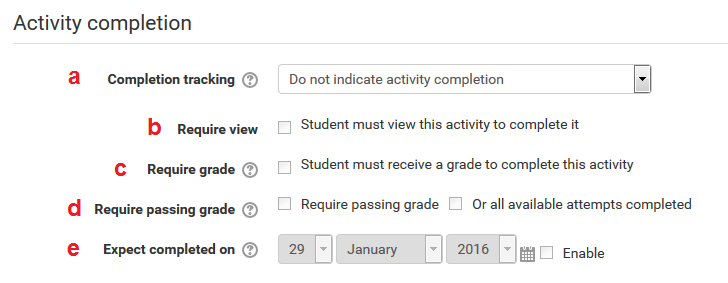 Activity completion
a Completion tracking Do not indicate activity completion
b Require view Student must view this activity to complete it
c Require grade Student must receive a grade to complete this activity
d Require passing grade Require passing grade Or all available attempts completed
e Expect completed on 29 January 2016 Enable